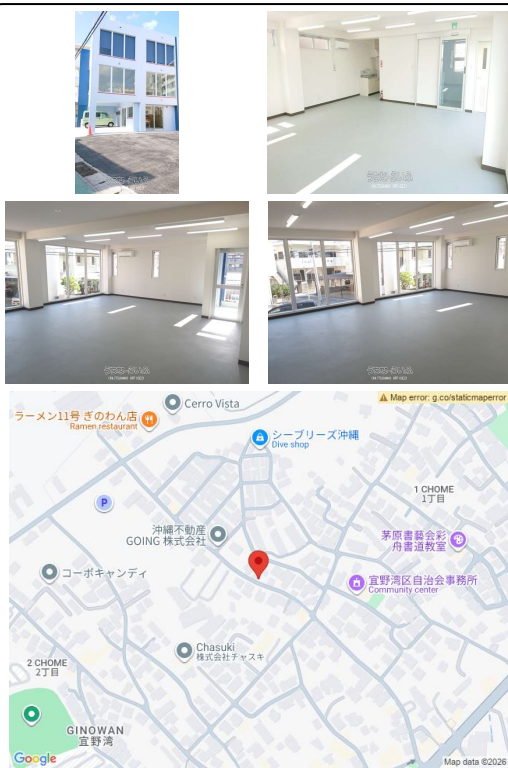 Cerro Vista
Map error: g.co/staticmaperror
ラーメン11号 ぎのわん店
Ramen restaurant
シーブリーズ沖縄
Dive shop
1 CHOME
1丁目
P
沖縄不動産
GOING 株式会社
茅原書藝会彩
舟書道教室
コーポキャンディ
宜野湾区自治会事務所
Community center
Chasuki
株式会社チャスキ
2 CHOME
2丁目
GINOWAN
宜野湾
Google
Map data ©2026